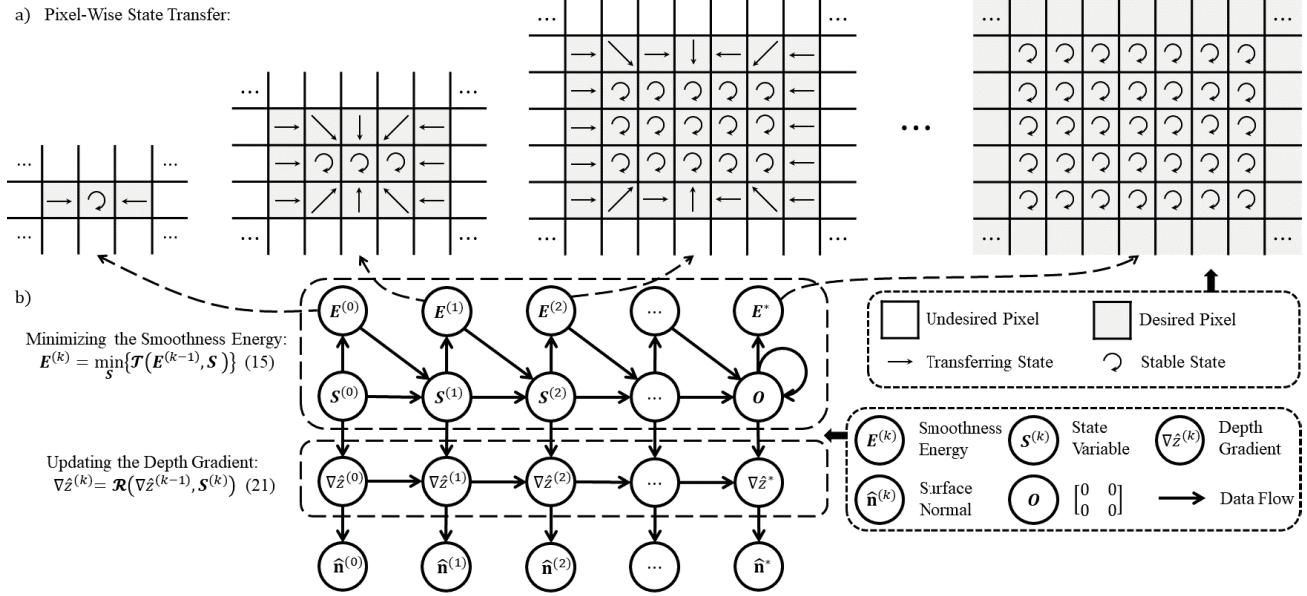 a) Pixel-Wise State Transfer:
... ...
... ...
... ...
... ...
... ...
... ...
...
... ...
... ...
b)
Minimizing the Smoothness Energy:
E^(k) = min_S{𝓣(E^(k−1), S)} (15)
E^(0) E^(1) E^(2) ... E*
S^(0) S^(1) S^(2) ... O
Updating the Depth Gradient:
∇ẑ^(k) = 𝓡(∇ẑ^(k−1), S^(k)) (21)
∇ẑ^(0) ∇ẑ^(1) ∇ẑ^(2) ... ∇ẑ*
n̂^(0) n̂^(1) n̂^(2) ... n̂*
Undesired Pixel
Desired Pixel
Transferring State
Stable State
E^(k) Smoothness
Energy
S^(k) State
Variable
∇ẑ^(k) Depth
Gradient
n̂^(k) Surface
Normal
O [0 0
0 0]
Data Flow